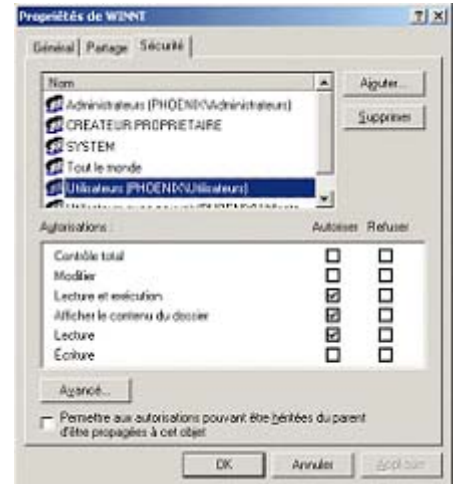 Propriétés de WINNT
Général Partage Sécurité
Nom
Administrateurs (PHOENIX\Administrateurs)
CREATEUR PROPRIETAIRE
SYSTEM
Tout le monde
Utilisateurs (PHOENIX\Utilisateurs)
Ajouter...
Supprimer
Autorisations : Autoriser Refuser
Contrôle total
Modifier
Lecture et exécution
Afficher le contenu du dossier
Lecture
Écriture
Avancé...
Permettre aux autorisations pouvant être héritées du parent
d'être propagées à cet objet
OK Annuler Appliquer